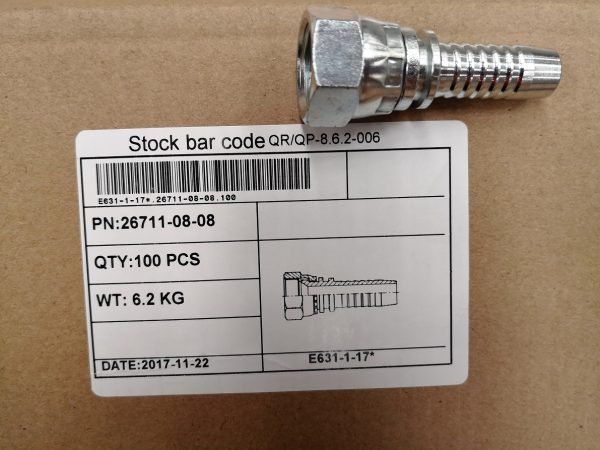 Stock bar code QR/QP-8.6.2-006
E631-1-17*.26711-08-08.100
PN:26711-08-08
QTY:100 PCS
WT: 6.2 KG
DATE:2017-11-22
E631-1-17*